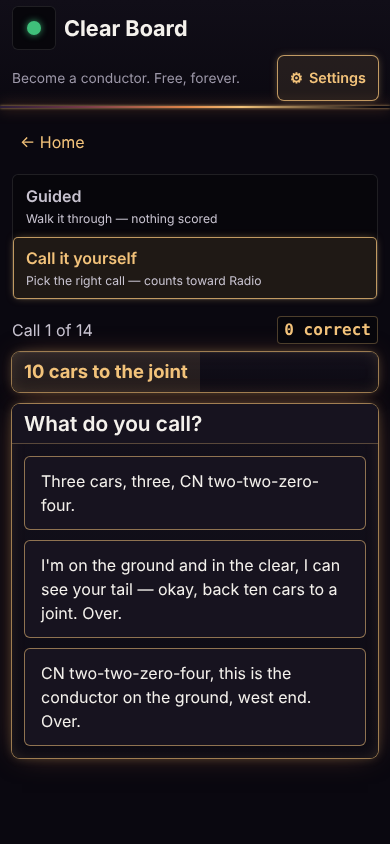 Clear Board
Become a conductor. Free, forever.
⚙ Settings
← Home
Guided
Walk it through — nothing scored
Call it yourself
Pick the right call — counts toward Radio
Call 1 of 14
0 correct
10 cars to the joint
What do you call?
Three cars, three, CN two-two-zero-
four.
I'm on the ground and in the clear, I can
see your tail — okay, back ten cars to a
joint. Over.
CN two-two-zero-four, this is the
conductor on the ground, west end.
Over.